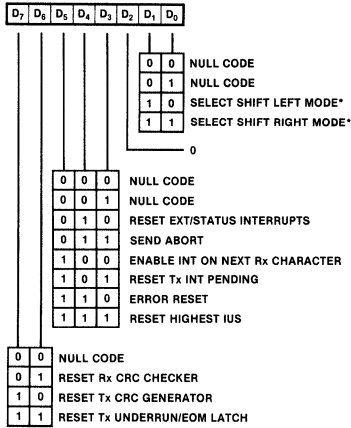 D7 D6 D5 D4 D3 D2 D1 D0
0 0 NULL CODE
0 1 NULL CODE
1 0 SELECT SHIFT LEFT MODE*
1 1 SELECT SHIFT RIGHT MODE*
0
0 0 0 NULL CODE
0 0 1 NULL CODE
0 1 0 RESET EXT/STATUS INTERRUPTS
0 1 1 SEND ABORT
1 0 0 ENABLE INT ON NEXT Rx CHARACTER
1 0 1 RESET Tx INT PENDING
1 1 0 ERROR RESET
1 1 1 RESET HIGHEST IUS
0 0 NULL CODE
0 1 RESET Rx CRC CHECKER
1 0 RESET Tx CRC GENERATOR
1 1 RESET Tx UNDERRUN/EOM LATCH